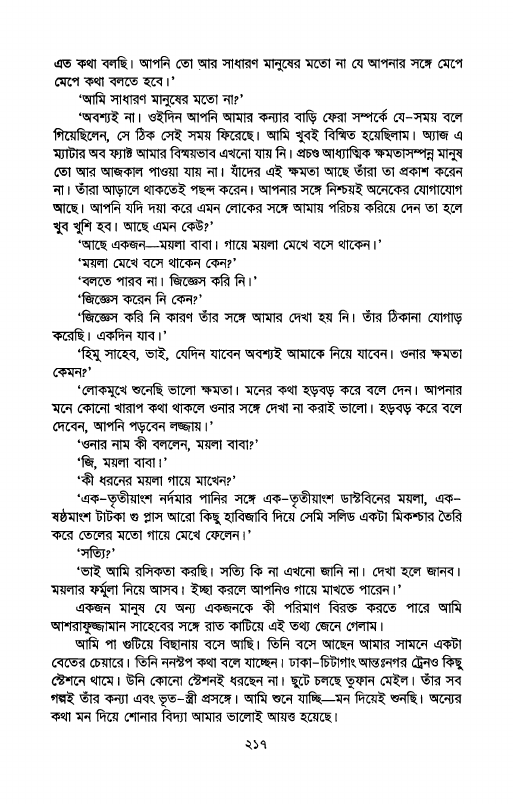 এত কথা বলছি। আপনি তো আর সাধারণ মানুষের মতো না যে আপনার সঙ্গে মেপে
মেপে কথা বলতে হবে।’
‘আমি সাধারণ মানুষের মতো না?’
‘অবশ্যই না। ওইদিন আপনি আমার কন্যার বাড়ি ফেরা সম্পর্কে যে–সময় বলে
গিয়েছিলেন, সে ঠিক সেই সময় ফিরেছে। আমি খুবই বিস্মিত হয়েছিলাম। অ্যাজ এ
ম্যাটার অব ফ্যাক্ট আমার বিস্ময়ভাব এখনো যায় নি। প্রচণ্ড আধ্যাত্মিক ক্ষমতাসম্পন্ন মানুষ
তো আর আজকাল পাওয়া যায় না। যাঁদের এই ক্ষমতা আছে তাঁরা তা প্রকাশ করেন
না। তাঁরা আড়ালে থাকতেই পছন্দ করেন। আপনার সঙ্গে নিশ্চয়ই অনেকের যোগাযোগ
আছে। আপনি যদি দয়া করে এমন লোকের সঙ্গে আমায় পরিচয় করিয়ে দেন তা হলে
খুব খুশি হব। আছে এমন কেউ?’
‘আছে একজন—ময়লা বাবা। গায়ে ময়লা মেখে বসে থাকেন।’
‘ময়লা মেখে বসে থাকেন কেন?’
‘বলতে পারব না। জিজ্ঞেস করি নি।’
‘জিজ্ঞেস করেন নি কেন?’
‘জিজ্ঞেস করি নি কারণ তাঁর সঙ্গে আমার দেখা হয় নি। তাঁর ঠিকানা যোগাড়
করেছি। একদিন যাব।’
‘হিমু সাহেব, ভাই, যেদিন যাবেন অবশ্যই আমাকে নিয়ে যাবেন। ওনার ক্ষমতা
কেমন?’
‘লোকমুখে শুনেছি ভালো ক্ষমতা। মনের কথা হড়বড় করে বলে দেন। আপনার
মনে কোনো খারাপ কথা থাকলে ওনার সঙ্গে দেখা না করাই ভালো। হড়বড় করে বলে
দেবেন, আপনি পড়বেন লজ্জায়।’
‘ওনার নাম কী বললেন, ময়লা বাবা?’
‘জি, ময়লা বাবা।’
‘কী ধরনের ময়লা গায়ে মাখেন?’
‘এক–তৃতীয়াংশ নর্দমার পানির সঙ্গে এক–তৃতীয়াংশ ডাস্টবিনের ময়লা, এক–
ষষ্ঠমাংশ টাটকা গু প্লাস আরো কিছু হাবিজাবি দিয়ে সেমি সলিড একটা মিকশ্চার তৈরি
করে তেলের মতো গায়ে মেখে ফেলেন।’
‘সত্যি?’
‘ভাই আমি রসিকতা করছি। সত্যি কি না এখনো জানি না। দেখা হলে জানব।
ময়লার ফর্মুলা নিয়ে আসব। ইচ্ছা করলে আপনিও গায়ে মাখতে পারেন।’
একজন মানুষ যে অন্য একজনকে কী পরিমাণ বিরক্ত করতে পারে আমি
আশরাফুজ্জামান সাহেবের সঙ্গে রাত কাটিয়ে এই তথ্য জেনে গেলাম।
আমি পা গুটিয়ে বিছানায় বসে আছি। তিনি বসে আছেন আমার সামনে একটা
বেতের চেয়ারে। তিনি ননস্টপ কথা বলে যাচ্ছেন। ঢাকা–চিটাগাং আন্তঃনগর ট্রেনও কিছু
স্টেশনে থামে। উনি কোনো স্টেশনই ধরছেন না। ছুটে চলছে তুফান মেইল। তাঁর সব
গল্পই তাঁর কন্যা এবং ভূত–স্ত্রী প্রসঙ্গে। আমি শুনে যাচ্ছি—মন দিয়েই শুনছি। অন্যের
কথা মন দিয়ে শোনার বিদ্যা আমার ভালোই আয়ত্ত হয়েছে।
২১৭